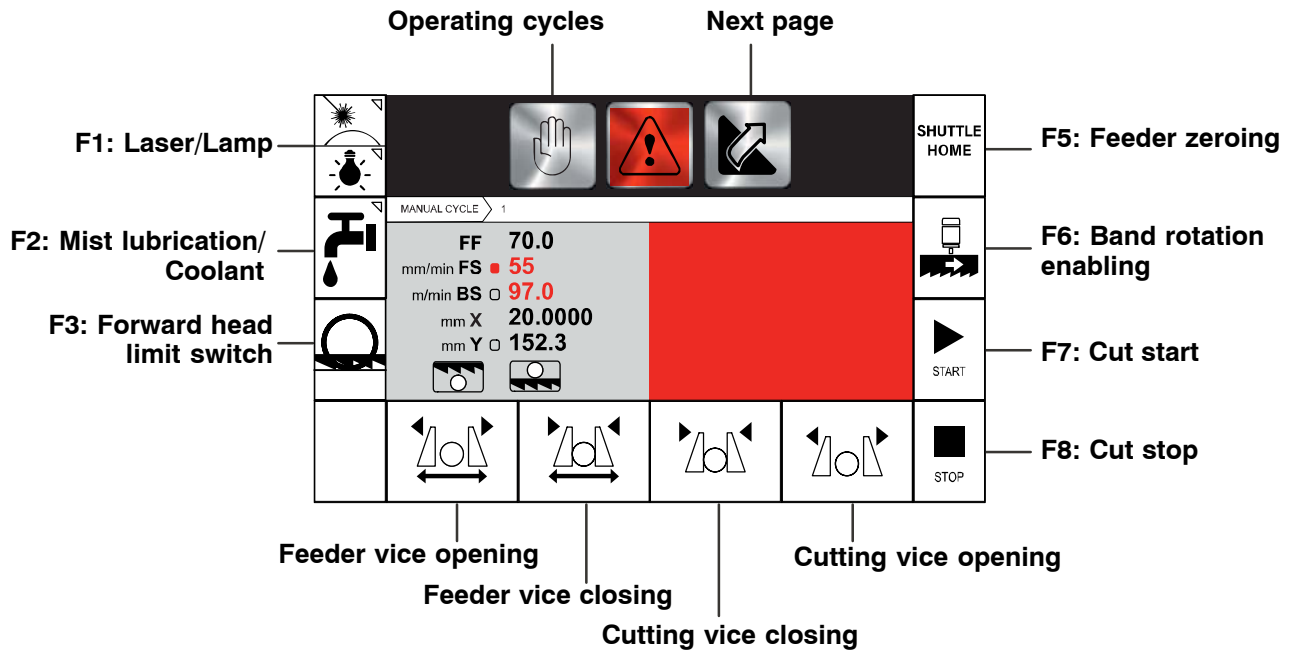 Operating cycles
Next page
F1: Laser/Lamp
SHUTTLE
HOME
F5: Feeder zeroing
MANUAL CYCLE 1
F2: Mist lubrication/
Coolant
FF 70.0
mm/min FS 55
m/min BS 97.0
mm X 20.0000
mm Y 152.3
F6: Band rotation
enabling
F3: Forward head
limit switch
START
F7: Cut start
STOP
F8: Cut stop
Feeder vice opening
Feeder vice closing
Cutting vice closing
Cutting vice opening